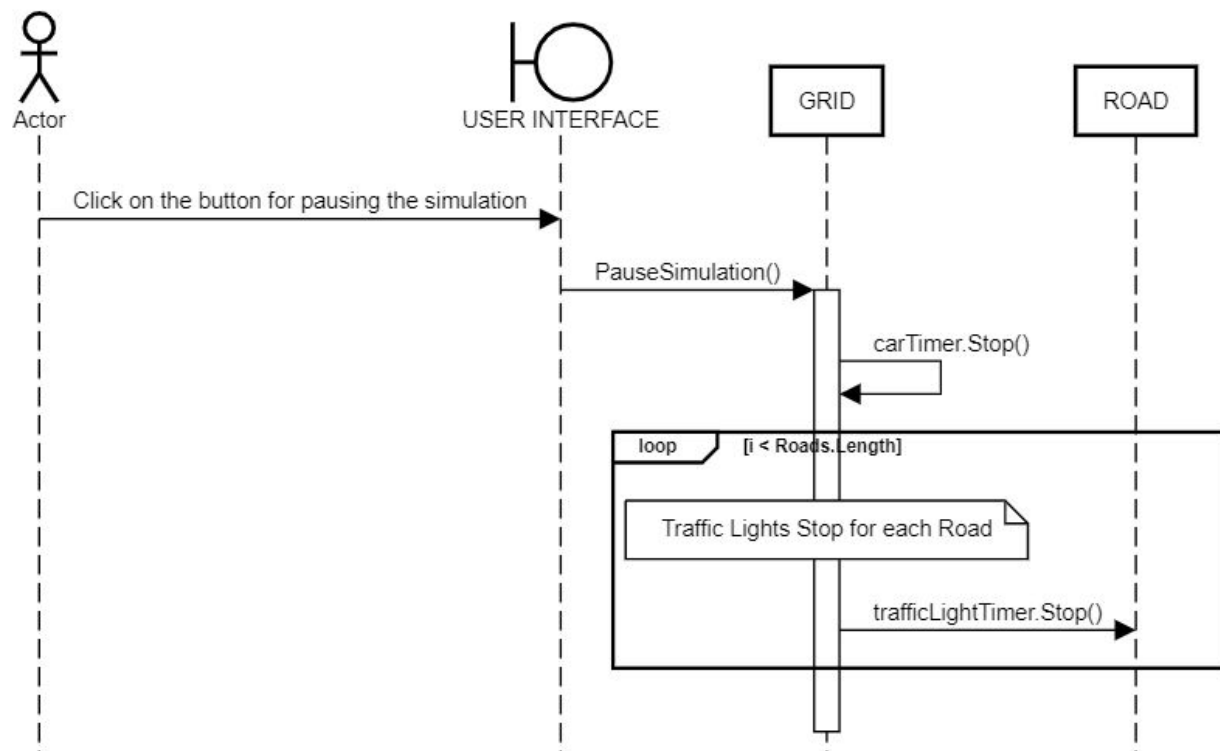 Actor
USER INTERFACE
GRID
ROAD
Click on the button for pausing the simulation
PauseSimulation()
carTimer.Stop()
loop
[i < Roads.Length]
Traffic Lights Stop for each Road
trafficLightTimer.Stop()